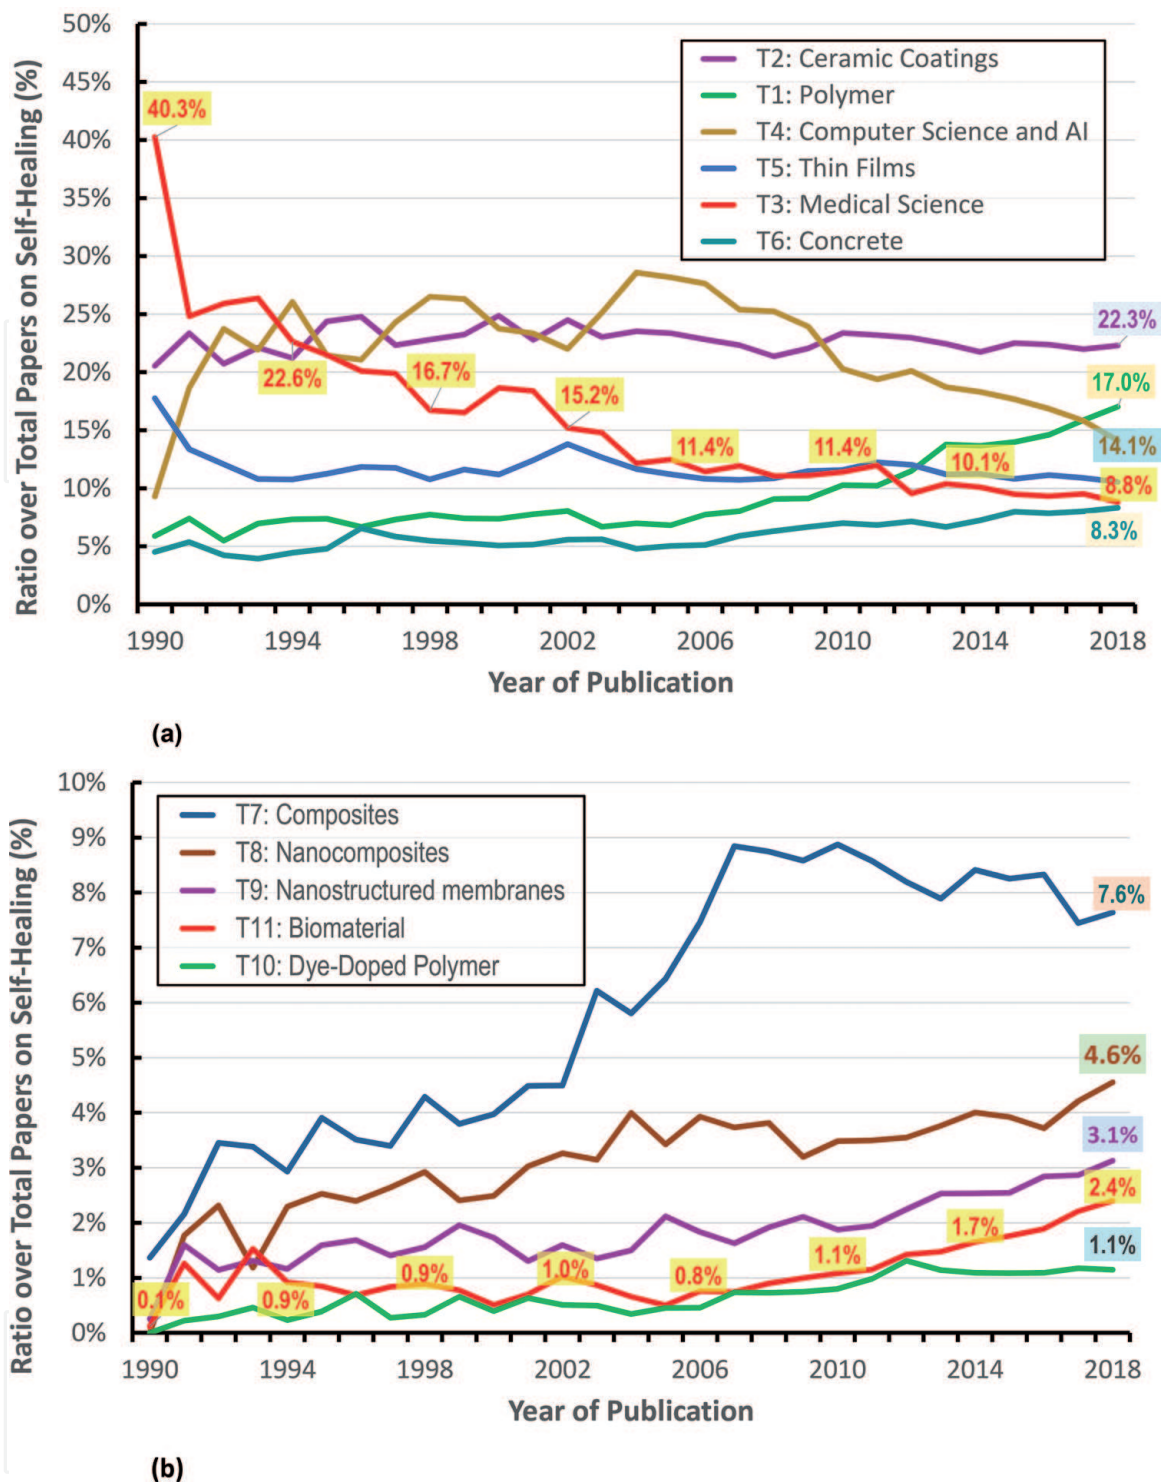 50%
45%
40%
35%
30%
25%
20%
15%
10%
5%
0%
Ratio over Total Papers on Self-Healing (%)
T2: Ceramic Coatings
T1: Polymer
T4: Computer Science and AI
T5: Thin Films
T3: Medical Science
T6: Concrete
40.3%
22.6%
16.7%
15.2%
11.4%
11.4%
10.1%
22.3%
17.0%
14.1%
8.8%
8.3%
1990 1994 1998 2002 2006 2010 2014 2018
Year of Publication
(a)
10%
9%
8%
7%
6%
5%
4%
3%
2%
1%
0%
Ratio over Total Papers on Self-Healing (%)
T7: Composites
T8: Nanocomposites
T9: Nanostructured membranes
T11: Biomaterial
T10: Dye-Doped Polymer
7.6%
4.6%
3.1%
2.4%
1.1%
0.1%
0.9%
0.9%
1.0%
0.8%
1.1%
1.7%
1990 1994 1998 2002 2006 2010 2014 2018
Year of Publication
(b)